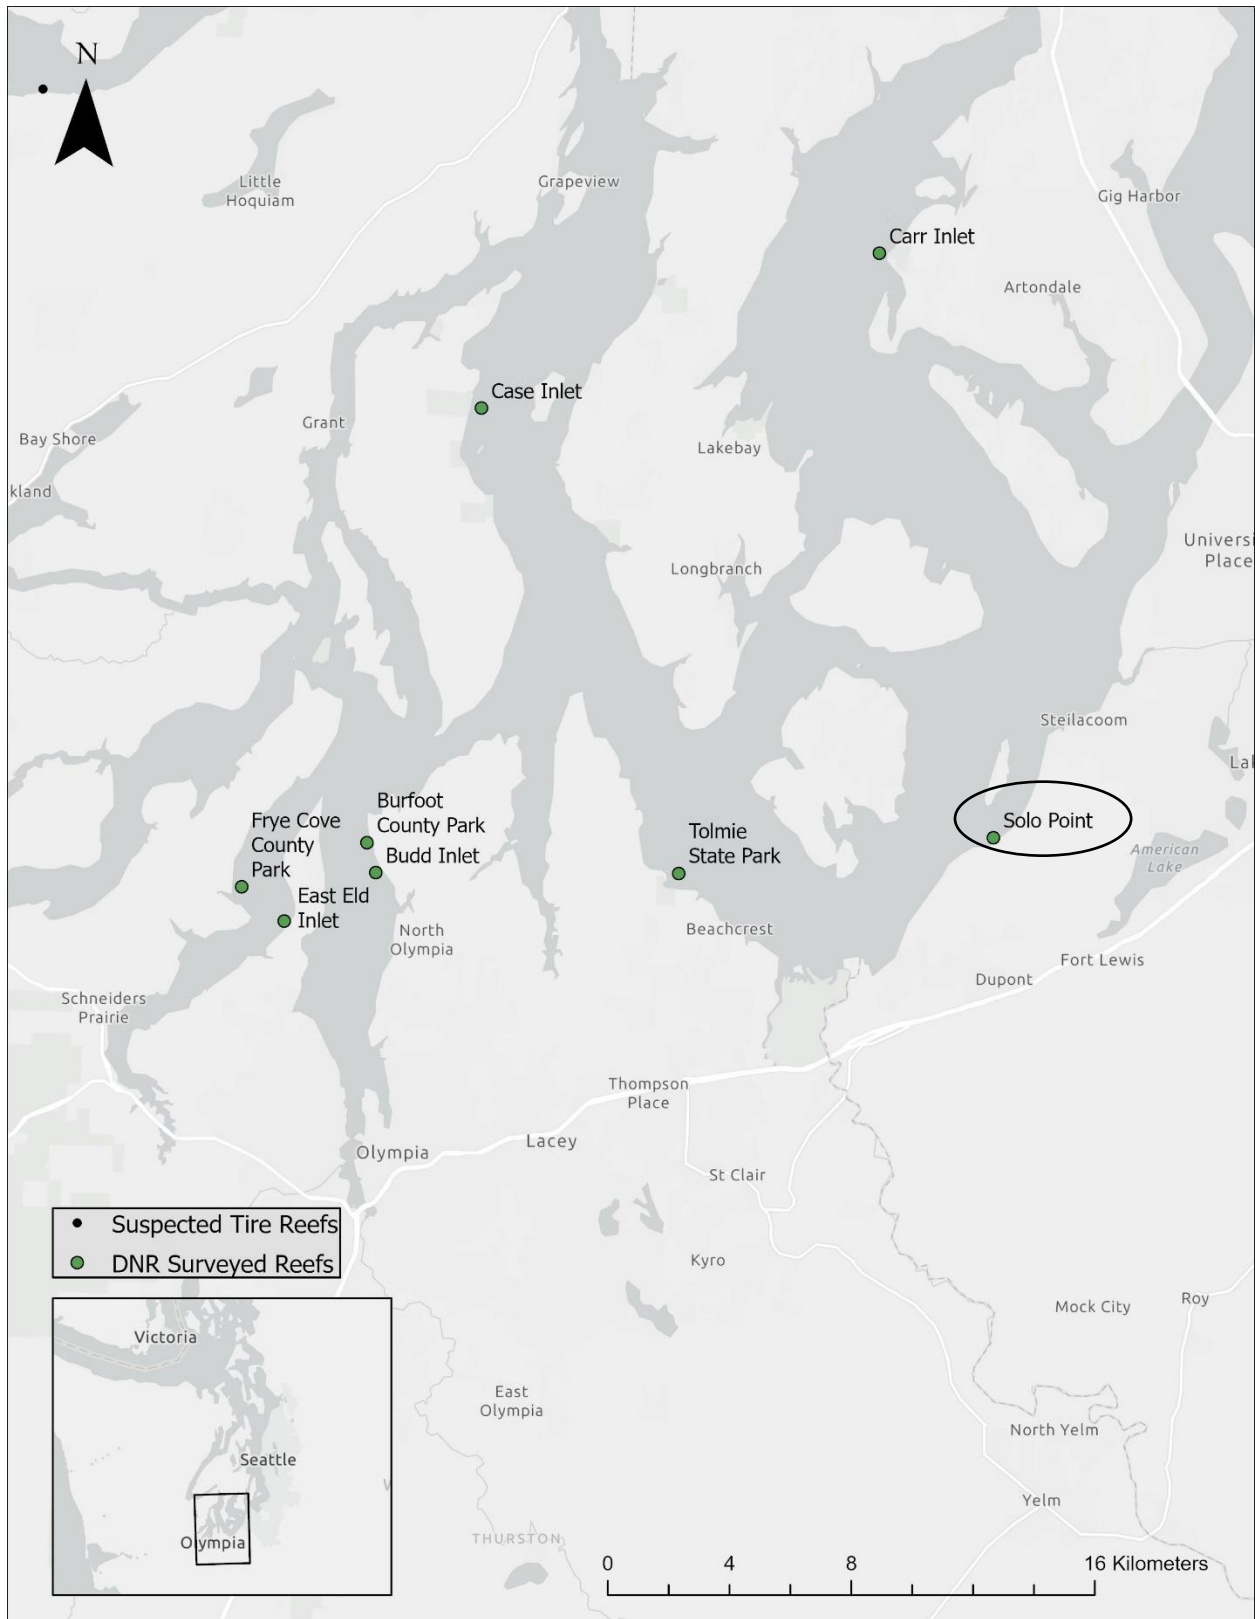 N
Little
Hoquiam
Grapeview
Gig Harbor
Carr Inlet
Artondale
Case Inlet
Grant
Bay Shore
Lakebay
kland
Universi
Place
Longbranch
Steilacoom
Lak
Burfoot
County Park
Frye Cove
County
Park
Budd Inlet
Tolmie
State Park
Solo Point
American
Lake
East Eld
Inlet
North
Olympia
Beachcrest
Fort Lewis
Dupont
Schneiders
Prairie
Thompson
Place
Lacey
Olympia
St Clair
Suspected Tire Reefs
DNR Surveyed Reefs
Kyro
Mock City
Roy
Victoria
East
Olympia
North Yelm
Seattle
Yelm
Olympia
THURSTON
0 4 8 16 Kilometers